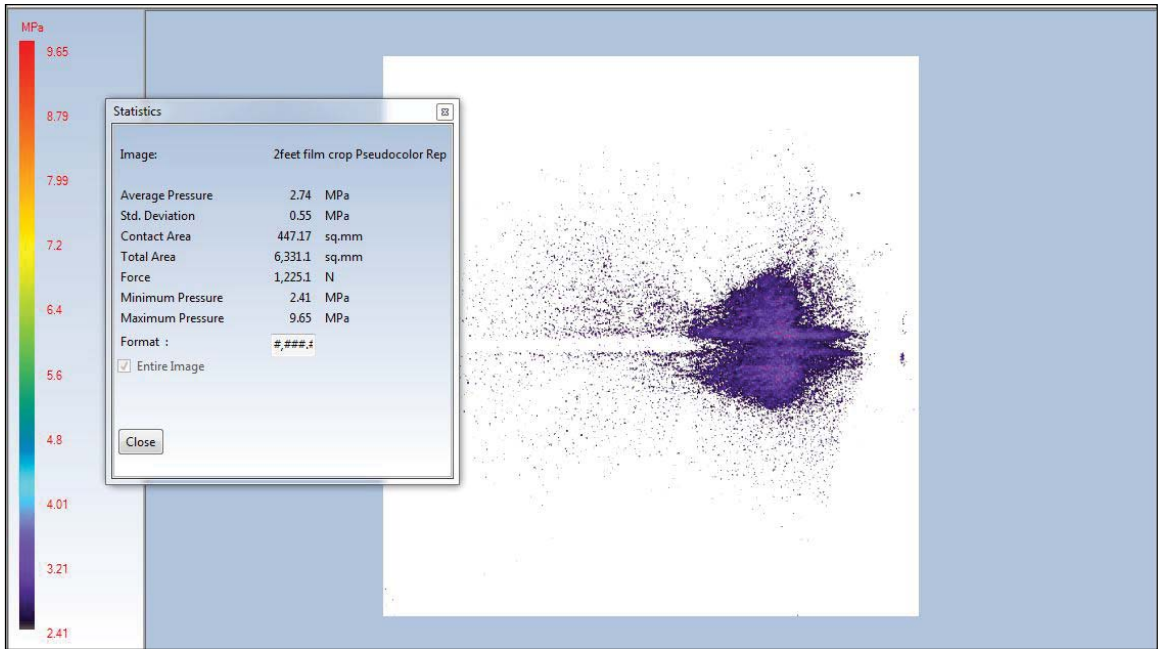 MPa
9.65
8.79
7.99
7.2
6.4
5.6
4.8
4.01
3.21
2.41
Statistics
Image: 2feet film crop Pseudocolor Rep
Average Pressure 2.74 MPa
Std. Deviation 0.55 MPa
Contact Area 447.17 sq.mm
Total Area 6,331.1 sq.mm
Force 1,225.1 N
Minimum Pressure 2.41 MPa
Maximum Pressure 9.65 MPa
Format : #,###.#
Entire Image
Close